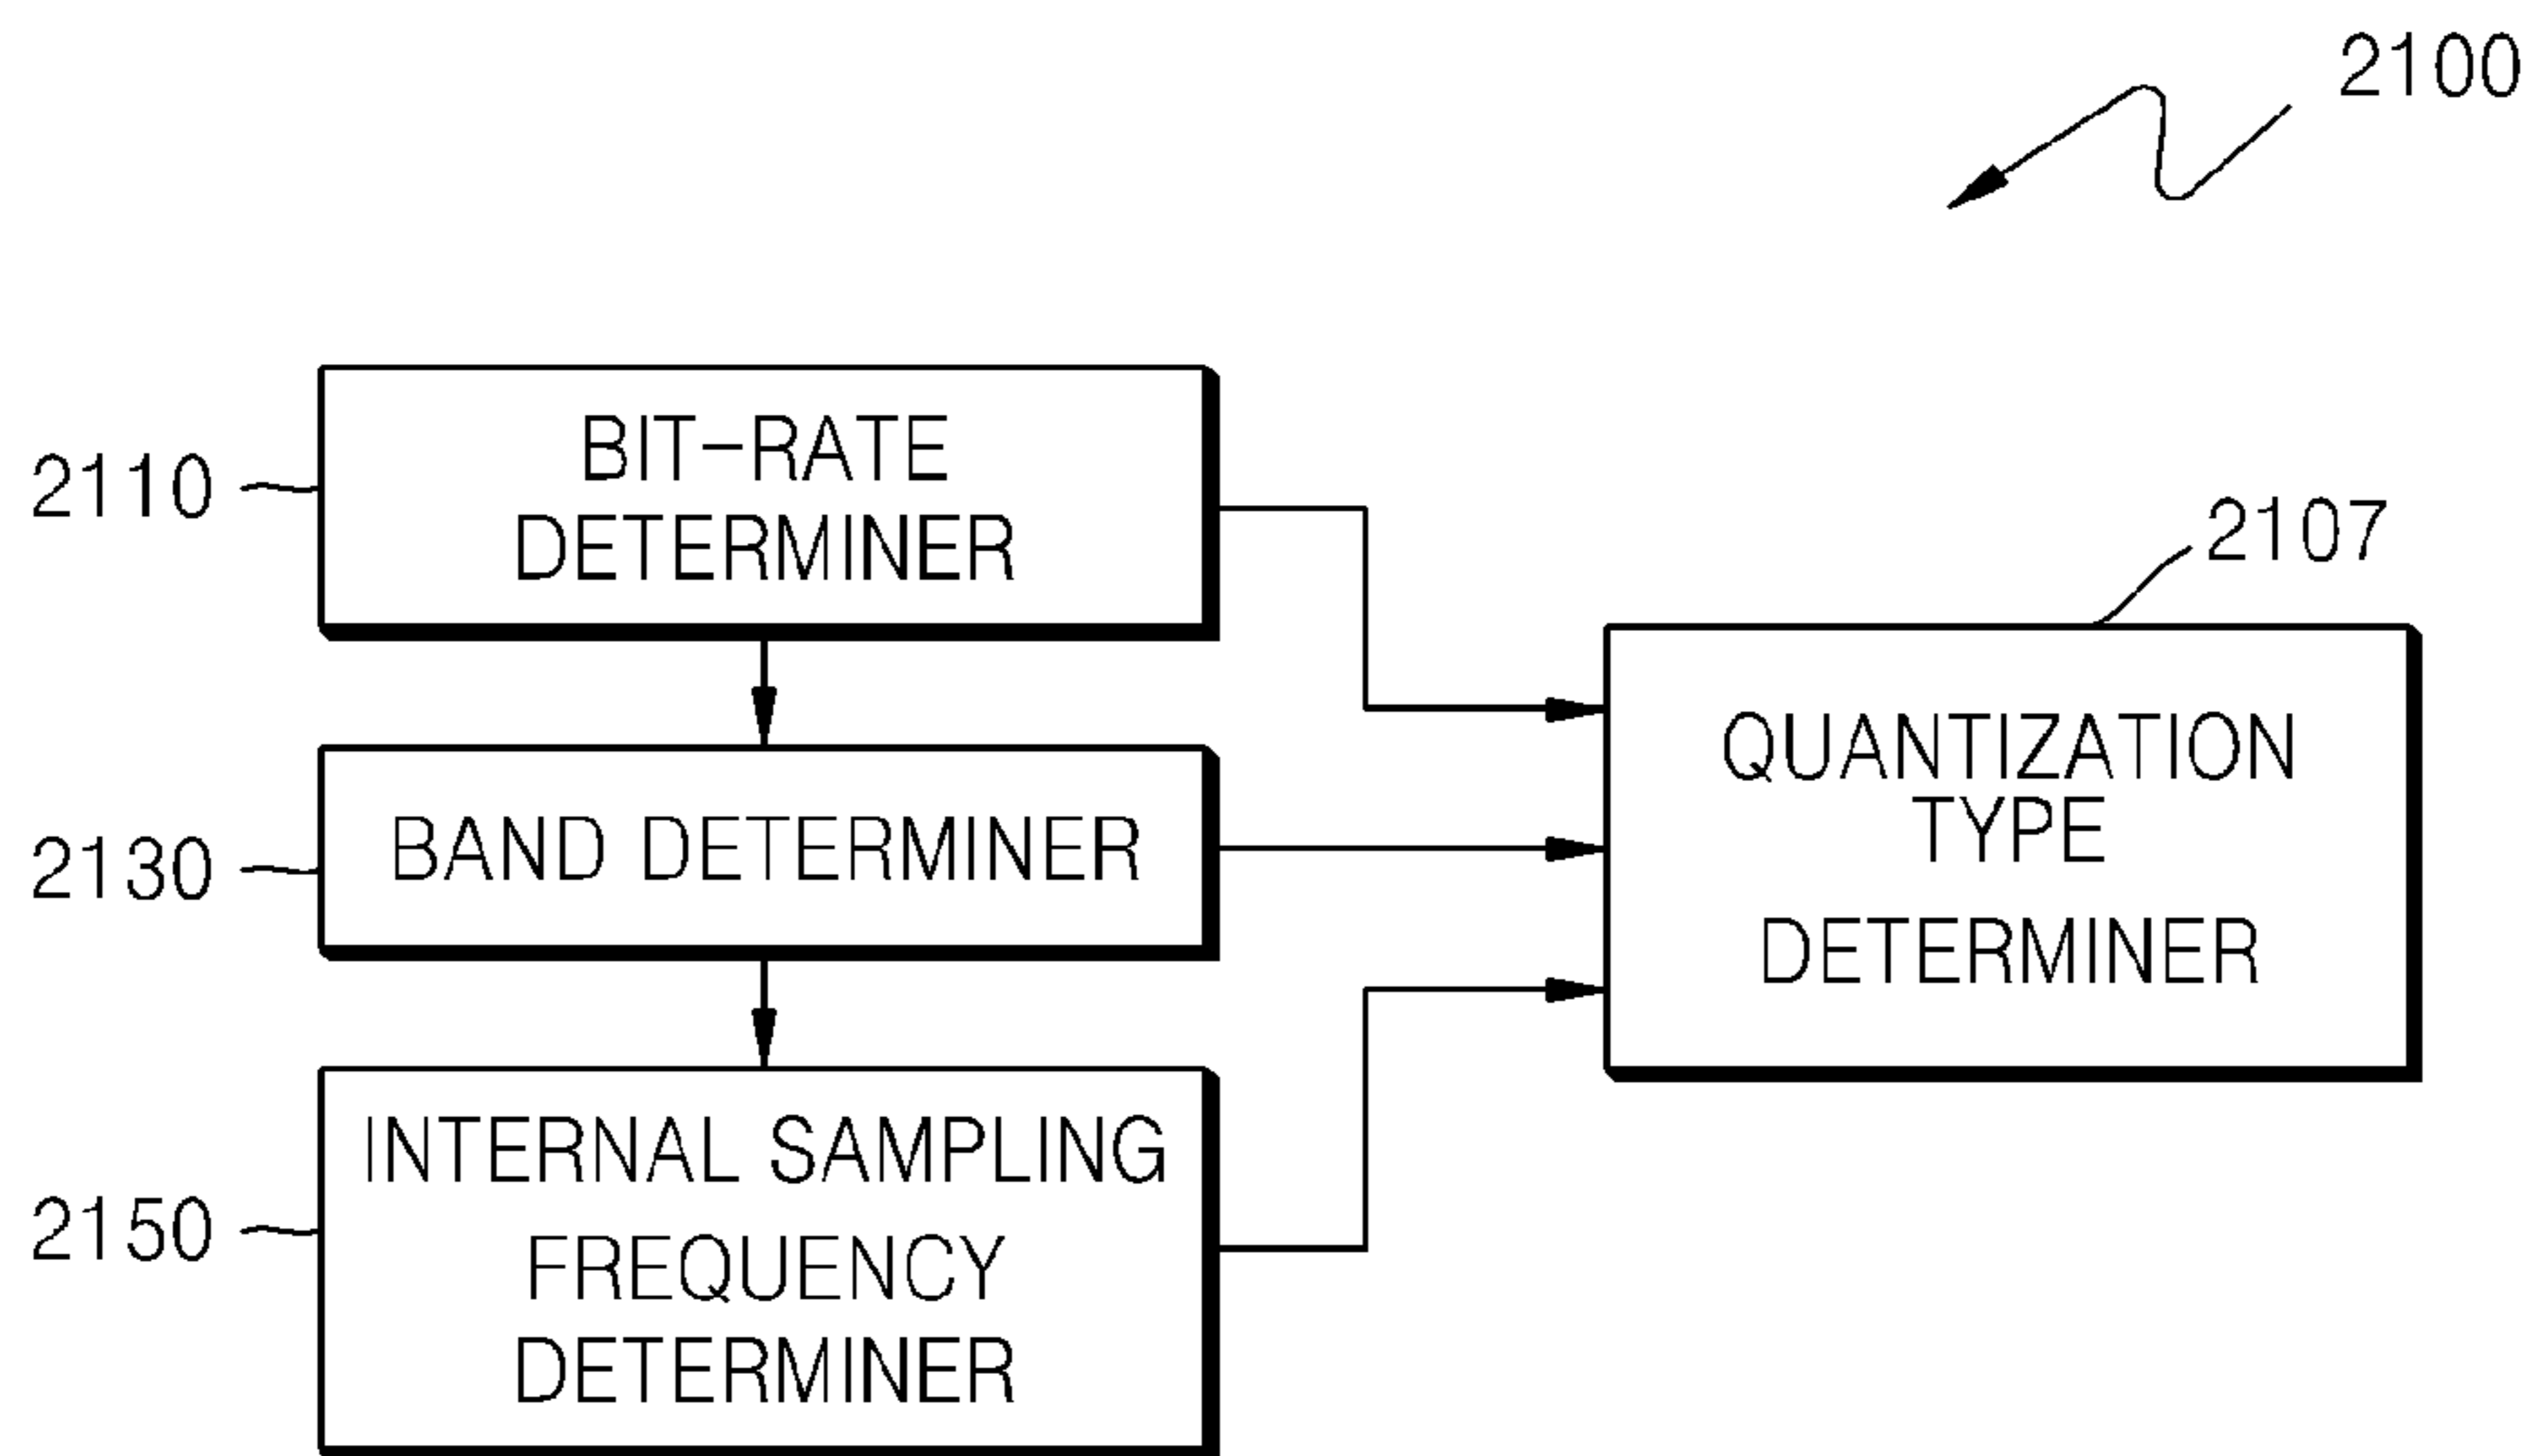 2100
2110
BIT-RATE
DETERMINER
2107
2130
BAND DETERMINER
QUANTIZATION
TYPE
DETERMINER
2150
INTERNAL SAMPLING
FREQUENCY
DETERMINER